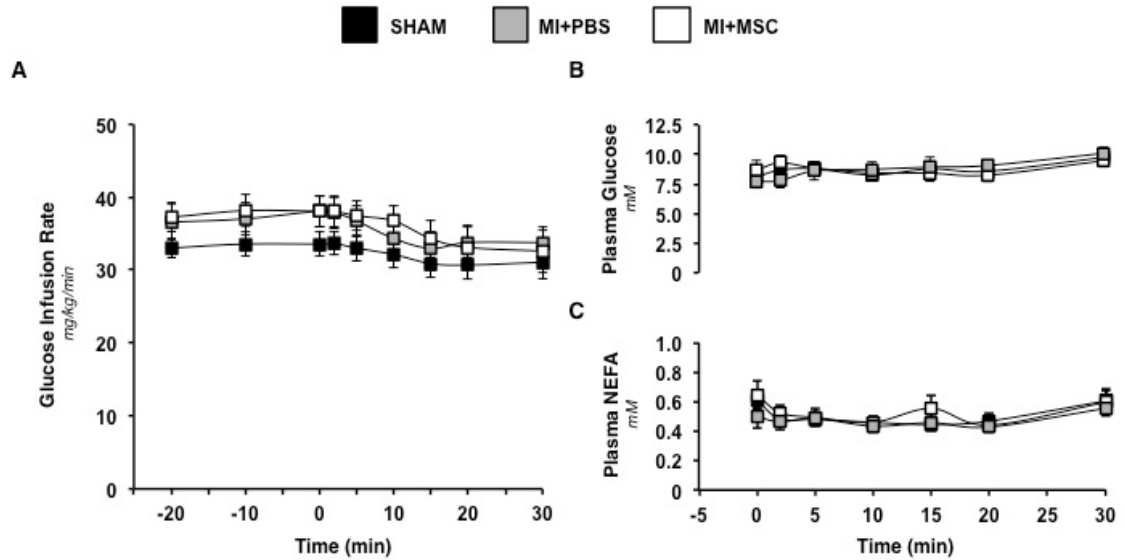 SHAM MI+PBS MI+MSC
A
Glucose Infusion Rate
mg/kg/min
50
40
30
20
10
0
-20 -10 0 10 20 30
Time (min)
B
Plasma Glucose
mM
12.5
10.0
7.5
5.0
2.5
0
C
Plasma NEFA
mM
1.0
0.8
0.6
0.4
0.2
0
-5 0 5 10 15 20 25 30
Time (min)